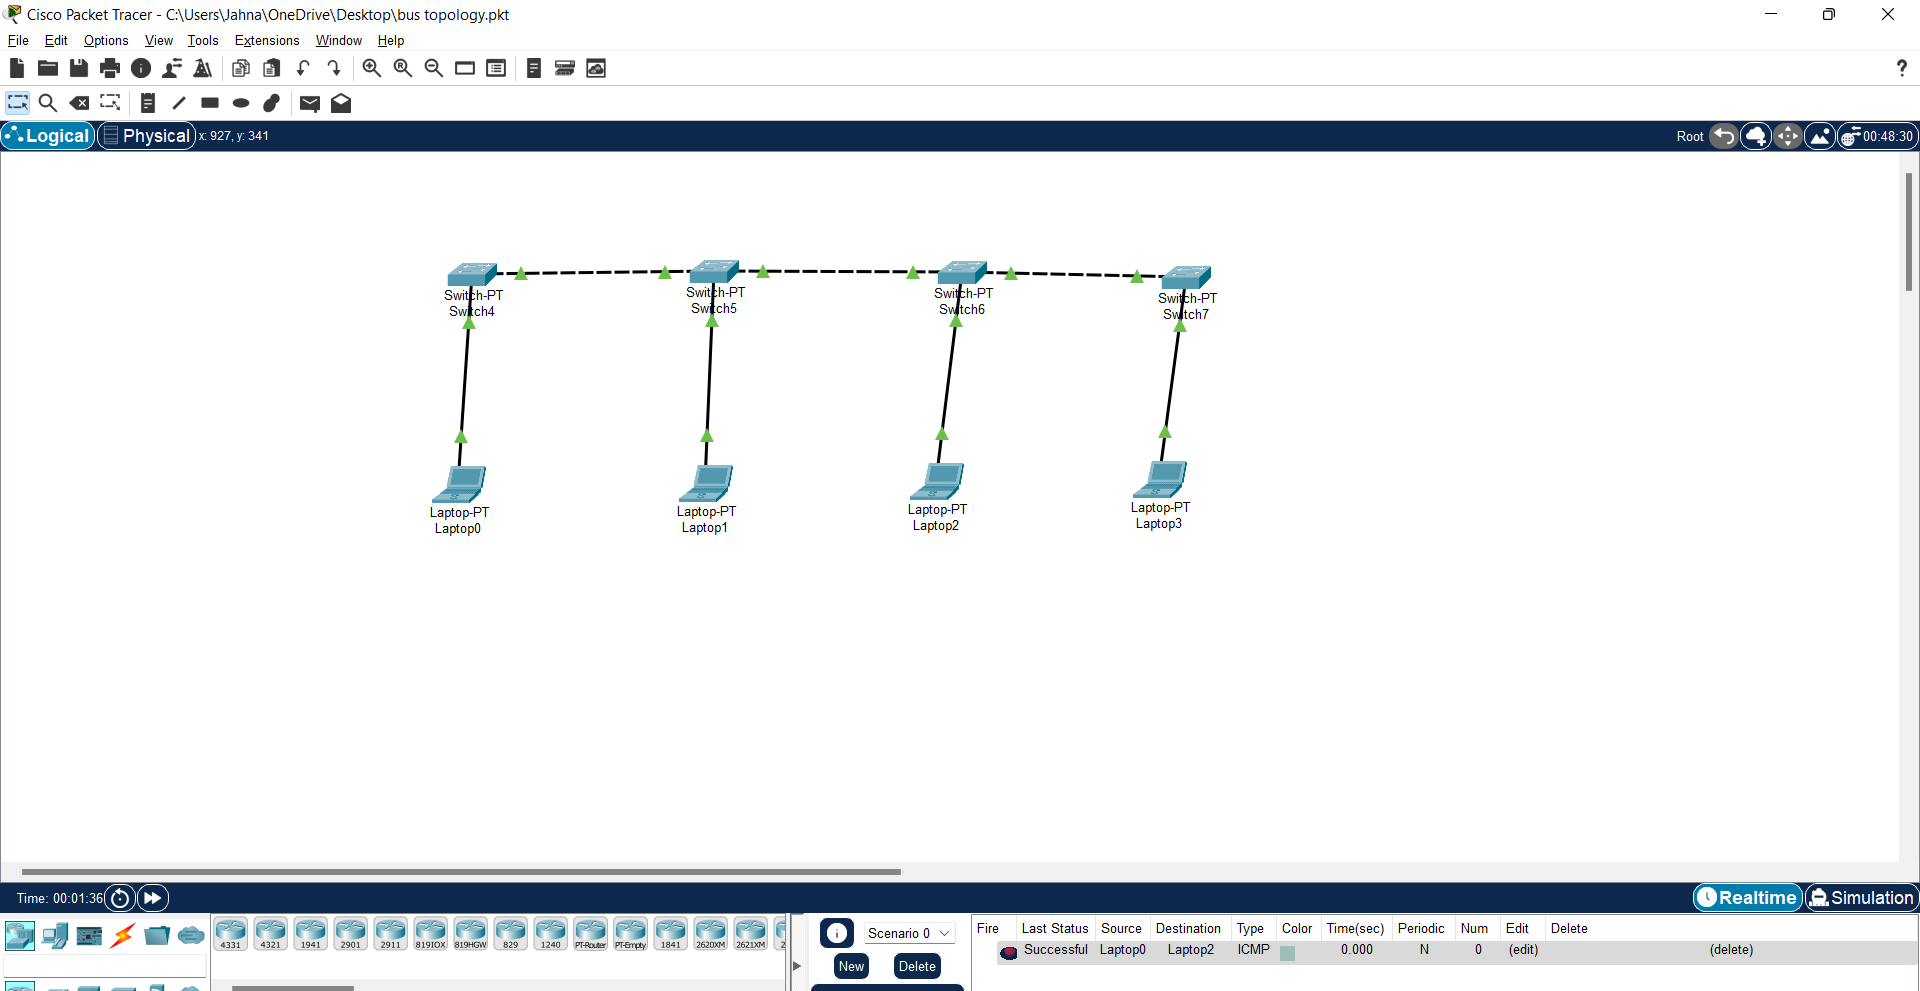 Cisco Packet Tracer - C:\Users\Jahna\OneDrive\Desktop\bus topology.pkt
File Edit Options View Tools Extensions Window Help
?
Logical Physical x: 927, y: 341 Root 00:48:30
Switch-PT
Switch4
Switch-PT
Switch5
Switch-PT
Switch6
Switch-PT
Switch7
Laptop-PT
Laptop0
Laptop-PT
Laptop1
Laptop-PT
Laptop2
Laptop-PT
Laptop3
Time: 00:01:36 Realtime Simulation
4331 4321 1941 2901 2911 819IOX 819HGW 829 1240 PT-Router PT-Empty 1841 2620XM 2621XM 2
Scenario 0
New Delete
Fire Last Status Source Destination Type Color Time(sec) Periodic Num Edit Delete
Successful Laptop0 Laptop2 ICMP 0.000 N 0 (edit) (delete)